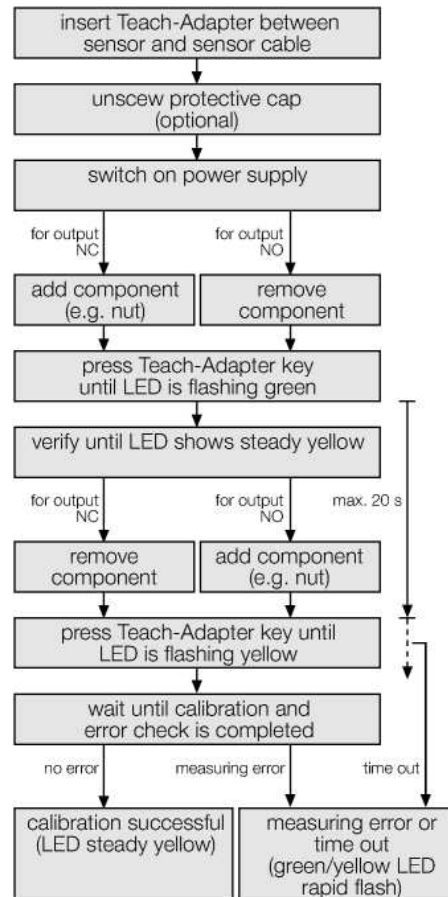 insert Teach-Adapter between
sensor and sensor cable
unscew protective cap
(optional)
switch on power supply
for output
NC
for output
NO
add component
(e.g. nut)
remove
component
press Teach-Adapter key
until LED is flashing green
verify until LED shows steady yellow
for output
NC
for output
NO
max. 20 s
remove
component
add component
(e.g. nut)
press Teach-Adapter key until
LED is flashing yellow
wait until calibration and
error check is completed
no error
measuring error
time out
calibration successful
(LED steady yellow)
measuring error or
time out
(green/yellow LED
rapid flash)